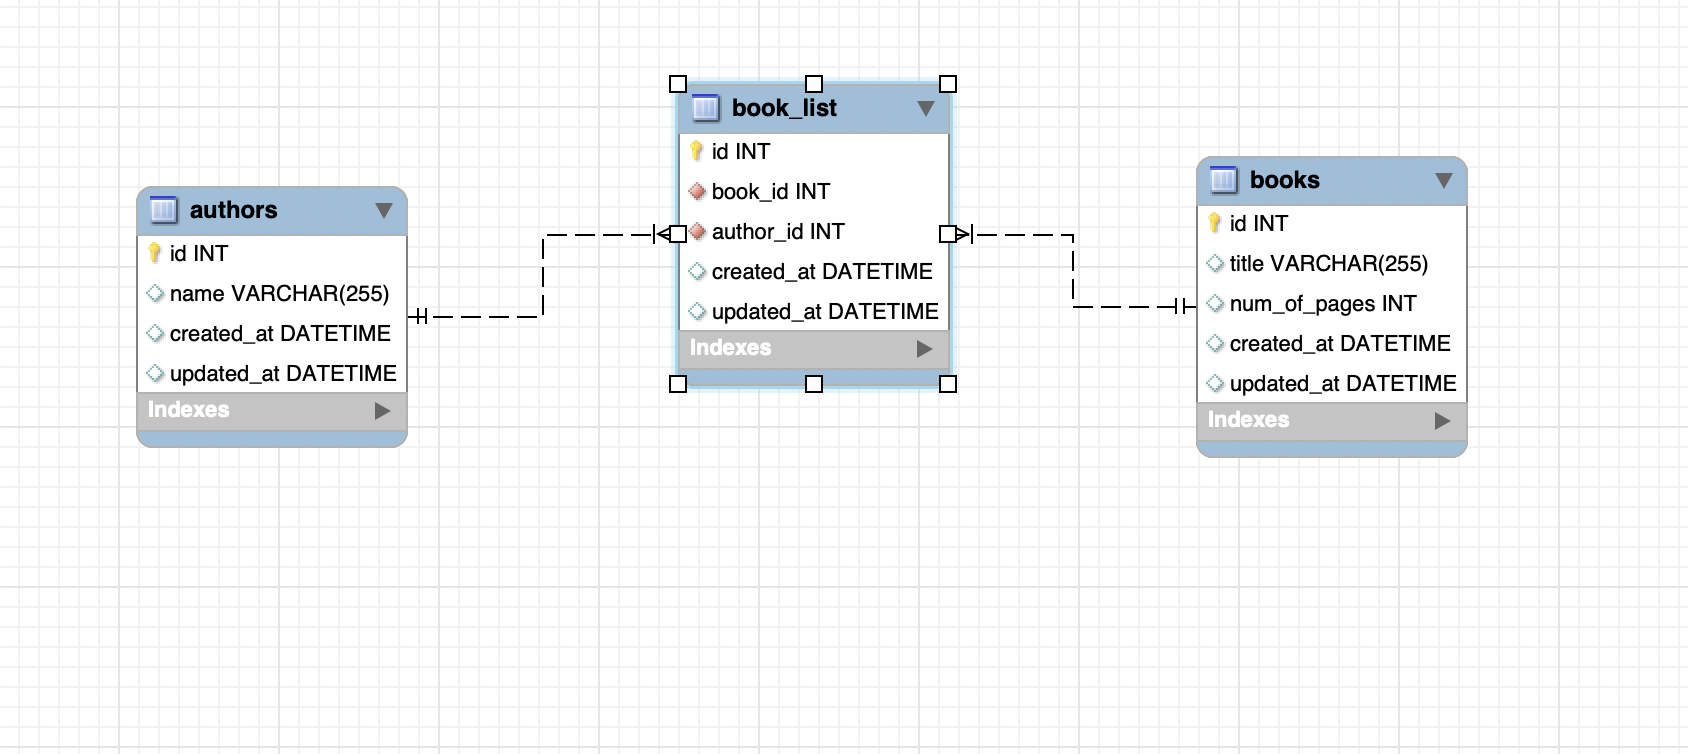 authors
id INT
name VARCHAR(255)
created_at DATETIME
updated_at DATETIME
Indexes
book_list
id INT
book_id INT
author_id INT
created_at DATETIME
updated_at DATETIME
Indexes
books
id INT
title VARCHAR(255)
num_of_pages INT
created_at DATETIME
updated_at DATETIME
Indexes